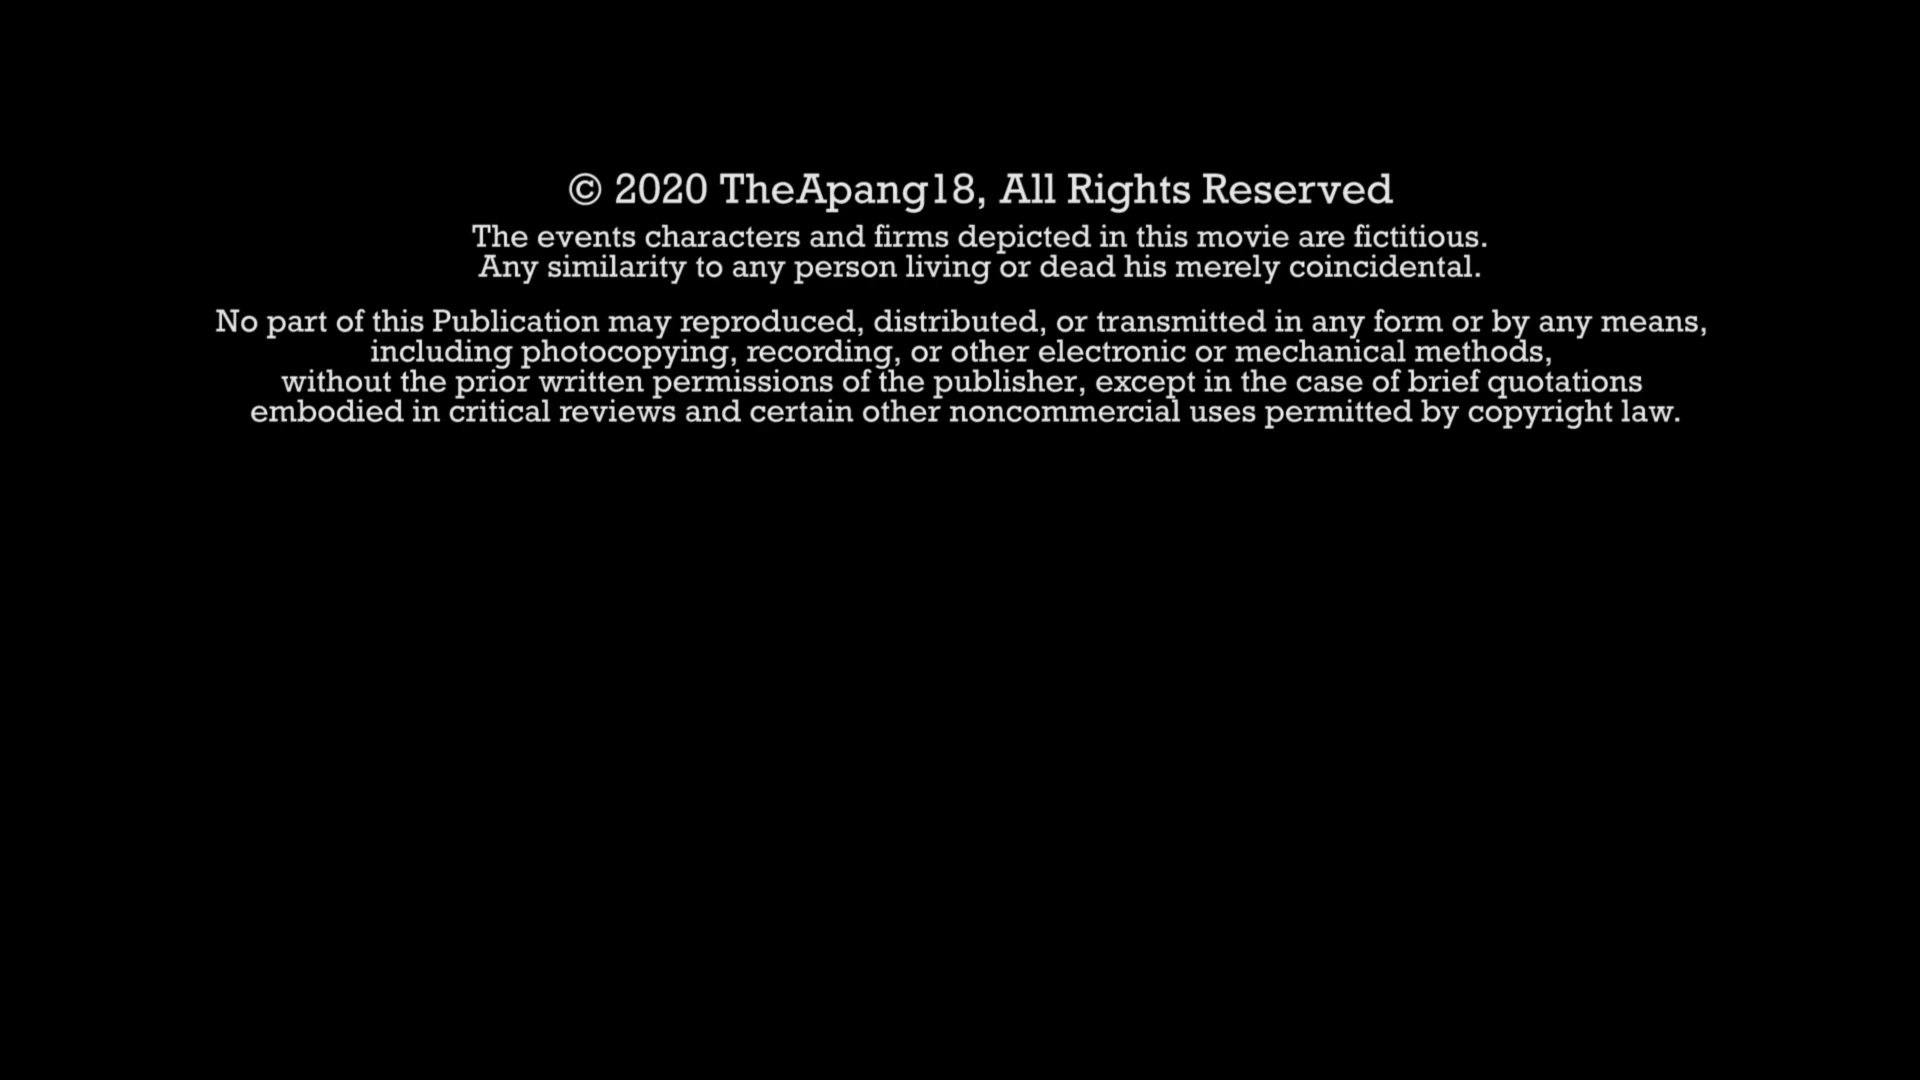 © 2020 TheApang18, All Rights Reserved
The events characters and firms depicted in this movie are fictitious.
Any similarity to any person living or dead his merely coincidental.
No part of this Publication may reproduced, distributed, or transmitted in any form or by any means,
including photocopying, recording, or other electronic or mechanical methods,
without the prior written permissions of the publisher, except in the case of brief quotations
embodied in critical reviews and certain other noncommercial uses permitted by copyright law.